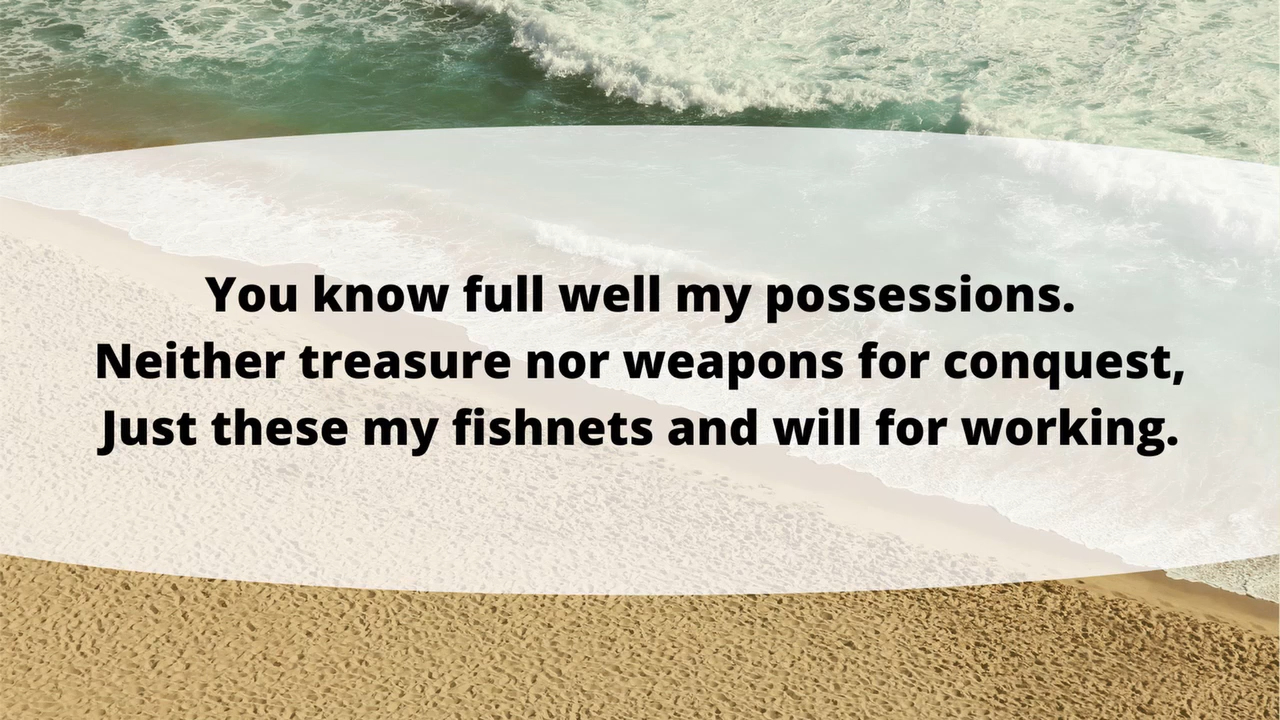 You know full well my possessions.
Neither treasure nor weapons for conquest,
Just these my fishnets and will for working.